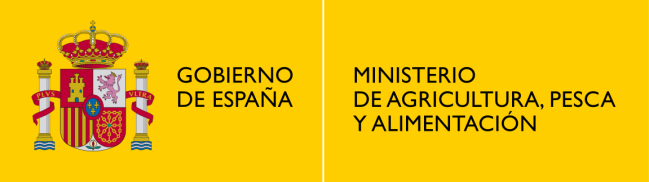 PLVS VLTRA
GOBIERNO
DE ESPAÑA
MINISTERIO
DE AGRICULTURA, PESCA
Y ALIMENTACIÓN